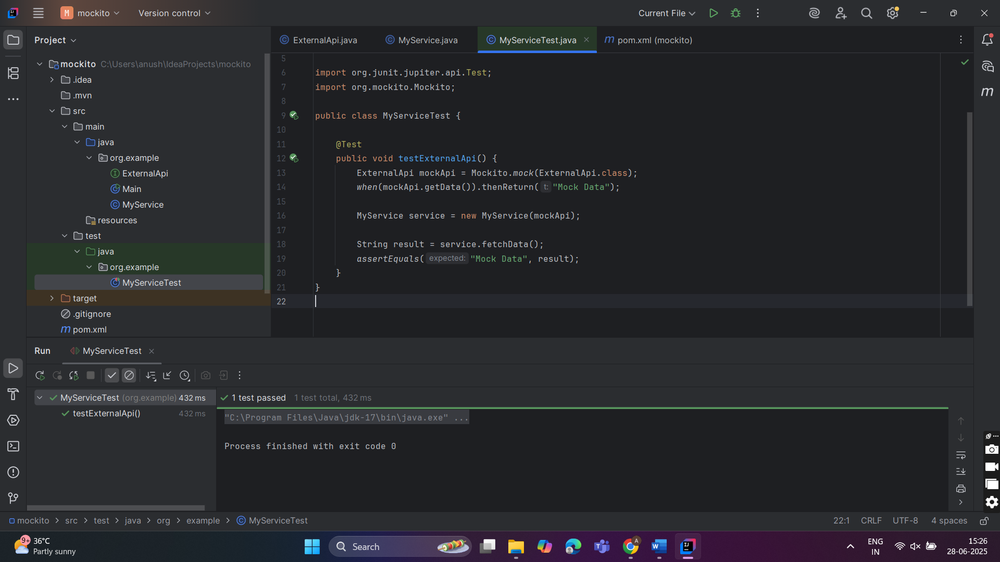 M mockito
Version control
Current File
Project
ExternalApi.java
MyService.java
MyServiceTest.java
m pom.xml (mockito)
mockito C:\Users\anush\IdeaProjects\mockito
.idea
.mvn
src
main
java
org.example
ExternalApi
Main
MyService
resources
test
java
org.example
MyServiceTest
target
.gitignore
m pom.xml
5
6 import org.junit.jupiter.api.Test;
7 import org.mockito.Mockito;
8
9 public class MyServiceTest {
10
11 @Test
12 public void testExternalApi() {
13 ExternalApi mockApi = Mockito.mock(ExternalApi.class);
14 when(mockApi.getData()).thenReturn( t: "Mock Data");
15
16 MyService service = new MyService(mockApi);
17
18 String result = service.fetchData();
19 assertEquals( expected: "Mock Data", result);
20 }
21 }
22
m
Run
MyServiceTest
MyServiceTest (org.example) 432 ms
testExternalApi() 432 ms
1 test passed 1 test total, 432 ms
"C:\Program Files\Java\jdk-17\bin\java.exe" ...
Process finished with exit code 0
mockito > src > test > java > org > example > MyServiceTest
22:1 CRLF UTF-8 4 spaces
9+ 36°C
Partly sunny
Search
ENG
IN
15:26
28-06-2025